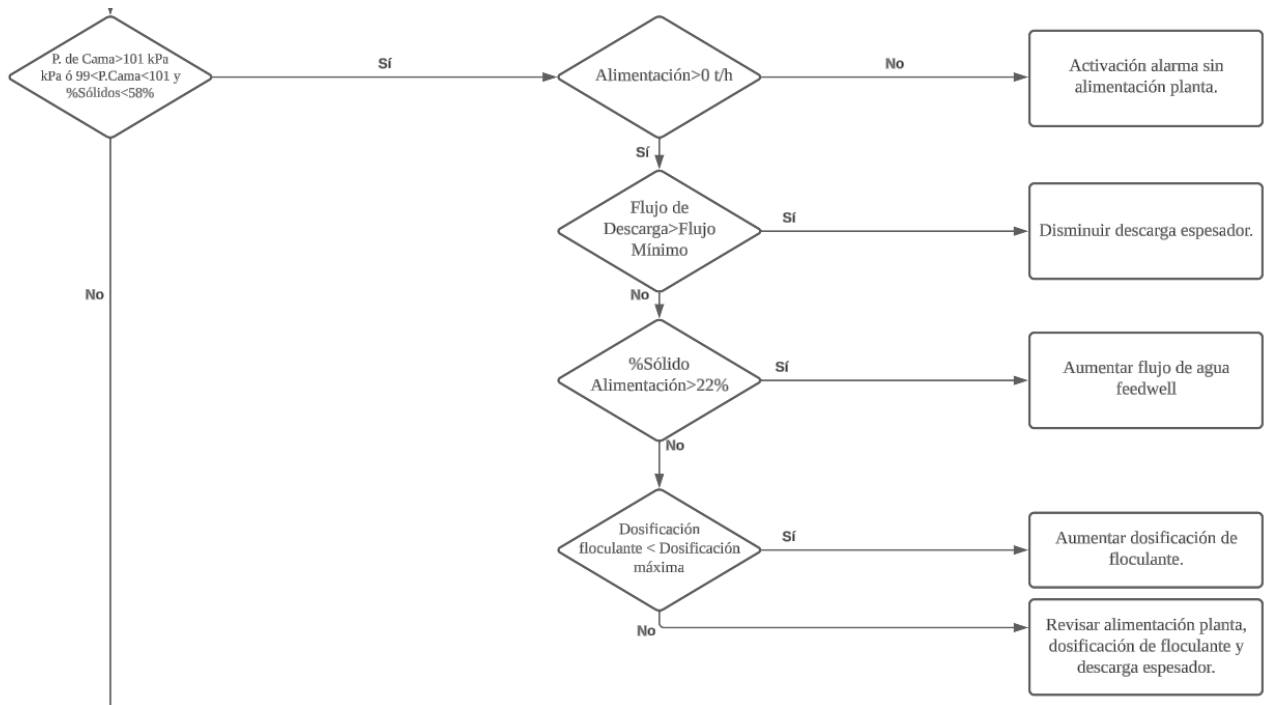 P. de Cama>101 kPa
kPa ó 99<P.Cama<101 y
%Sólidos<58%
Sí
Alimentación>0 t/h
No
Activación alarma sin
alimentación planta.
Sí
Flujo de
Descarga>Flujo
Mínimo
Sí
Disminuir descarga espesador.
No
No
%Sólido
Alimentación>22%
Sí
Aumentar flujo de agua
feedwell
No
Dosificación
floculante < Dosificación
máxima
Sí
Aumentar dosificación de
floculante.
No
Revisar alimentación planta,
dosificación de floculante y
descarga espesador.